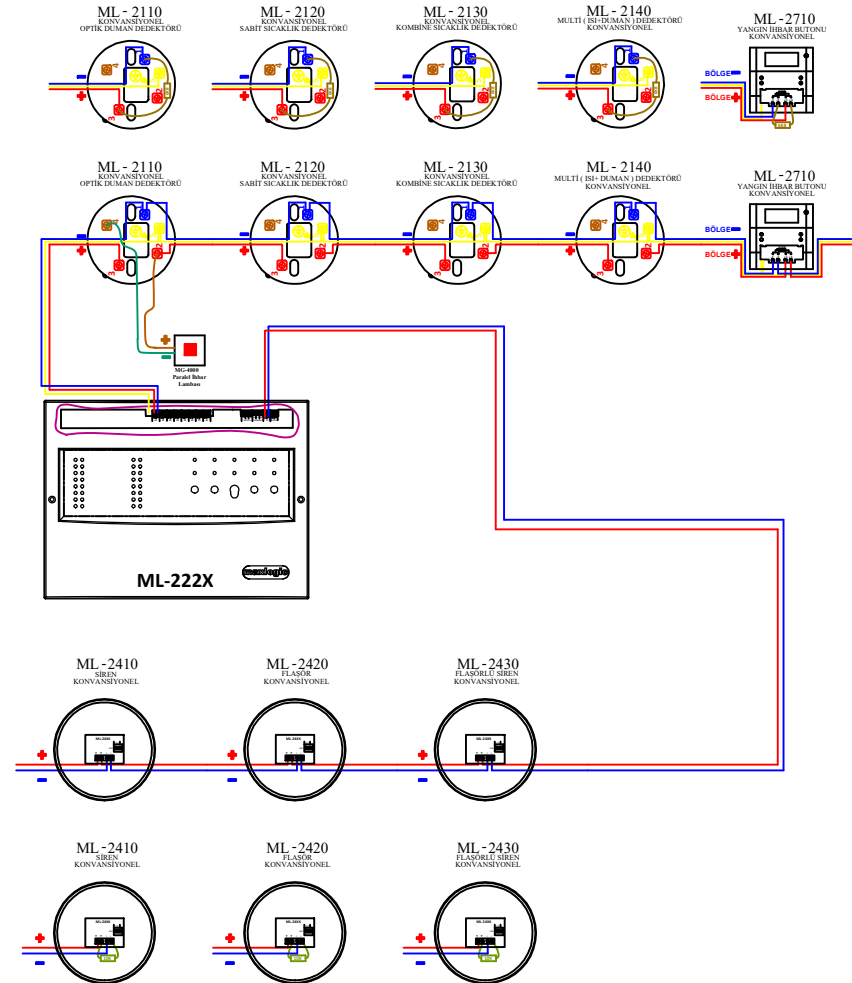 ML - 2110
KONVANSİYONEL
OPTİK DUMAN DEDEKTÖRÜ
ML - 2120
KONVANSİYONEL
SABİT SICAKLIK DEDEKTÖRÜ
ML - 2130
KONVANSİYONEL
KOMBİNE SICAKLIK DEDEKTÖRÜ
ML - 2140
MULTİ ( ISI+DUMAN ) DEDEKTÖRÜ
KONVANSİYONEL
ML - 2710
YANGIN İHBAR BUTONU
KONVANSİYONEL
4
2
3
BÖLGE
BÖLGE
ML - 2110
KONVANSİYONEL
OPTİK DUMAN DEDEKTÖRÜ
ML - 2120
KONVANSİYONEL
SABİT SICAKLIK DEDEKTÖRÜ
ML - 2130
KONVANSİYONEL
KOMBİNE SICAKLIK DEDEKTÖRÜ
ML - 2140
MULTİ ( ISI+ DUMAN ) DEDEKTÖRÜ
KONVANSİYONEL
ML - 2710
YANGIN İHBAR BUTONU
KONVANSİYONEL
4
2
3
BÖLGE
BÖLGE
MG-4000
Paralel İhbar
Lambası
ML-222X
maxlogic
ML - 2410
SİREN
KONVANSİYONEL
ML - 2420
FLAŞÖR
KONVANSİYONEL
ML - 2430
FLAŞÖRLÜ SİREN
KONVANSİYONEL
ML - 2410
SİREN
KONVANSİYONEL
ML - 2420
FLAŞÖR
KONVANSİYONEL
ML - 2430
FLAŞÖRLÜ SİREN
KONVANSİYONEL